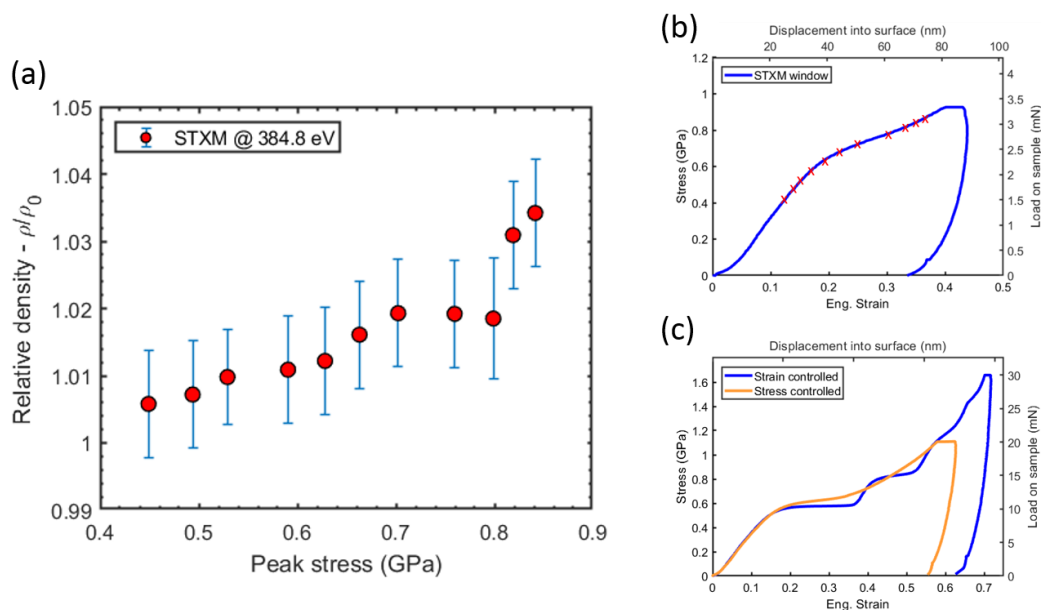 (a)
1.05
1.04
1.03
1.02
1.01
1
0.99
Relative density - ρ/ρ0
STXM @ 384.8 eV
0.4 0.5 0.6 0.7 0.8 0.9
Peak stress (GPa)
(b)
Displacement into surface (nm)
20 40 60 80 100
STXM window
1.2
1
0.8
0.6
0.4
0.2
0
Stress (GPa)
4
3.5
3
2.5
2
1.5
1
0.5
0
Load on sample (mN)
0 0.1 0.2 0.3 0.4 0.5
Eng. Strain
(c)
Displacement into surface (nm)
Strain controlled
Stress controlled
1.6
1.4
1.2
1
0.8
0.6
0.4
0.2
0
Stress (GPa)
30
25
20
15
10
5
0
Load on sample (mN)
0 0.1 0.2 0.3 0.4 0.5 0.6 0.7
Eng. Strain